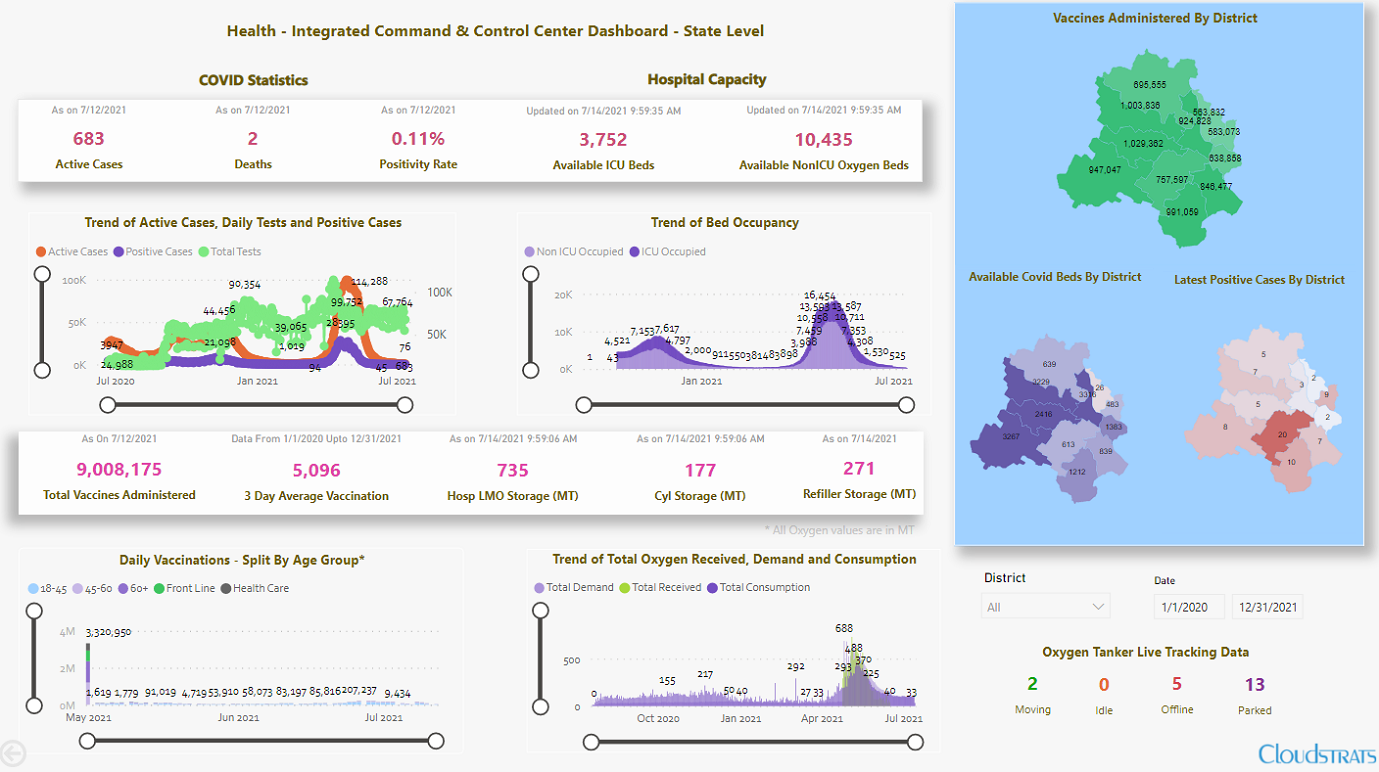 Health - Integrated Command & Control Center Dashboard - State Level
COVID Statistics
Hospital Capacity
As on 7/12/2021
683
Active Cases
As on 7/12/2021
2
Deaths
As on 7/12/2021
0.11%
Positivity Rate
Updated on 7/14/2021 9:59:35 AM
3,752
Available ICU Beds
Updated on 7/14/2021 9:59:35 AM
10,435
Available NonICU Oxygen Beds
Trend of Active Cases, Daily Tests and Positive Cases
Active Cases Positive Cases Total Tests
100K
50K
0K
100K
50K
90,354
114,288
44,456
99,752
67,764
39,065
28395
3947
21,098
1,019
76
24,988
94
45
683
Jul 2020 Jan 2021 Jul 2021
Trend of Bed Occupancy
Non ICU Occupied ICU Occupied
20K
10K
0K
16,454
13,593 13,587
10,558 10,711
7,153 7,617
7,459 7,353
4,521
4,797
3,988
4,308
1
43
2,000
911
550
381
483
898
1,530
525
Jan 2021 Jul 2021
As On 7/12/2021
9,008,175
Total Vaccines Administered
Data From 1/1/2020 Upto 12/31/2021
5,096
3 Day Average Vaccination
As on 7/14/2021 9:59:06 AM
735
Hosp LMO Storage (MT)
As on 7/14/2021 9:59:06 AM
177
Cyl Storage (MT)
As on 7/14/2021
271
Refiller Storage (MT)
* All Oxygen values are in MT
Daily Vaccinations - Split By Age Group*
18-45 45-60 60+ Front Line Health Care
4M
2M
0M
3,320,950
1,619 1,779 91,019 4,719 53,910 58,073 83,197 85,816 207,237 9,434
May 2021 Jun 2021 Jul 2021
Trend of Total Oxygen Received, Demand and Consumption
Total Demand Total Received Total Consumption
500
0
688
488
370
292
293
225
217
155
0
50 40
27 33
40
33
Oct 2020 Jan 2021 Apr 2021 Jul 2021
Vaccines Administered By District
695,555
1,003,836
563,832
924,828
583,073
1,029,362
638,868
947,047
757,597
846,477
991,059
Available Covid Beds By District
639
2229
26
3316
483
2416
1383
3267
613
839
1212
Latest Positive Cases By District
5
7
2
3
9
5
2
8
20
7
10
District
All
Date
1/1/2020
12/31/2021
Oxygen Tanker Live Tracking Data
2
Moving
0
Idle
5
Offline
13
Parked
CLOUDSTRATS